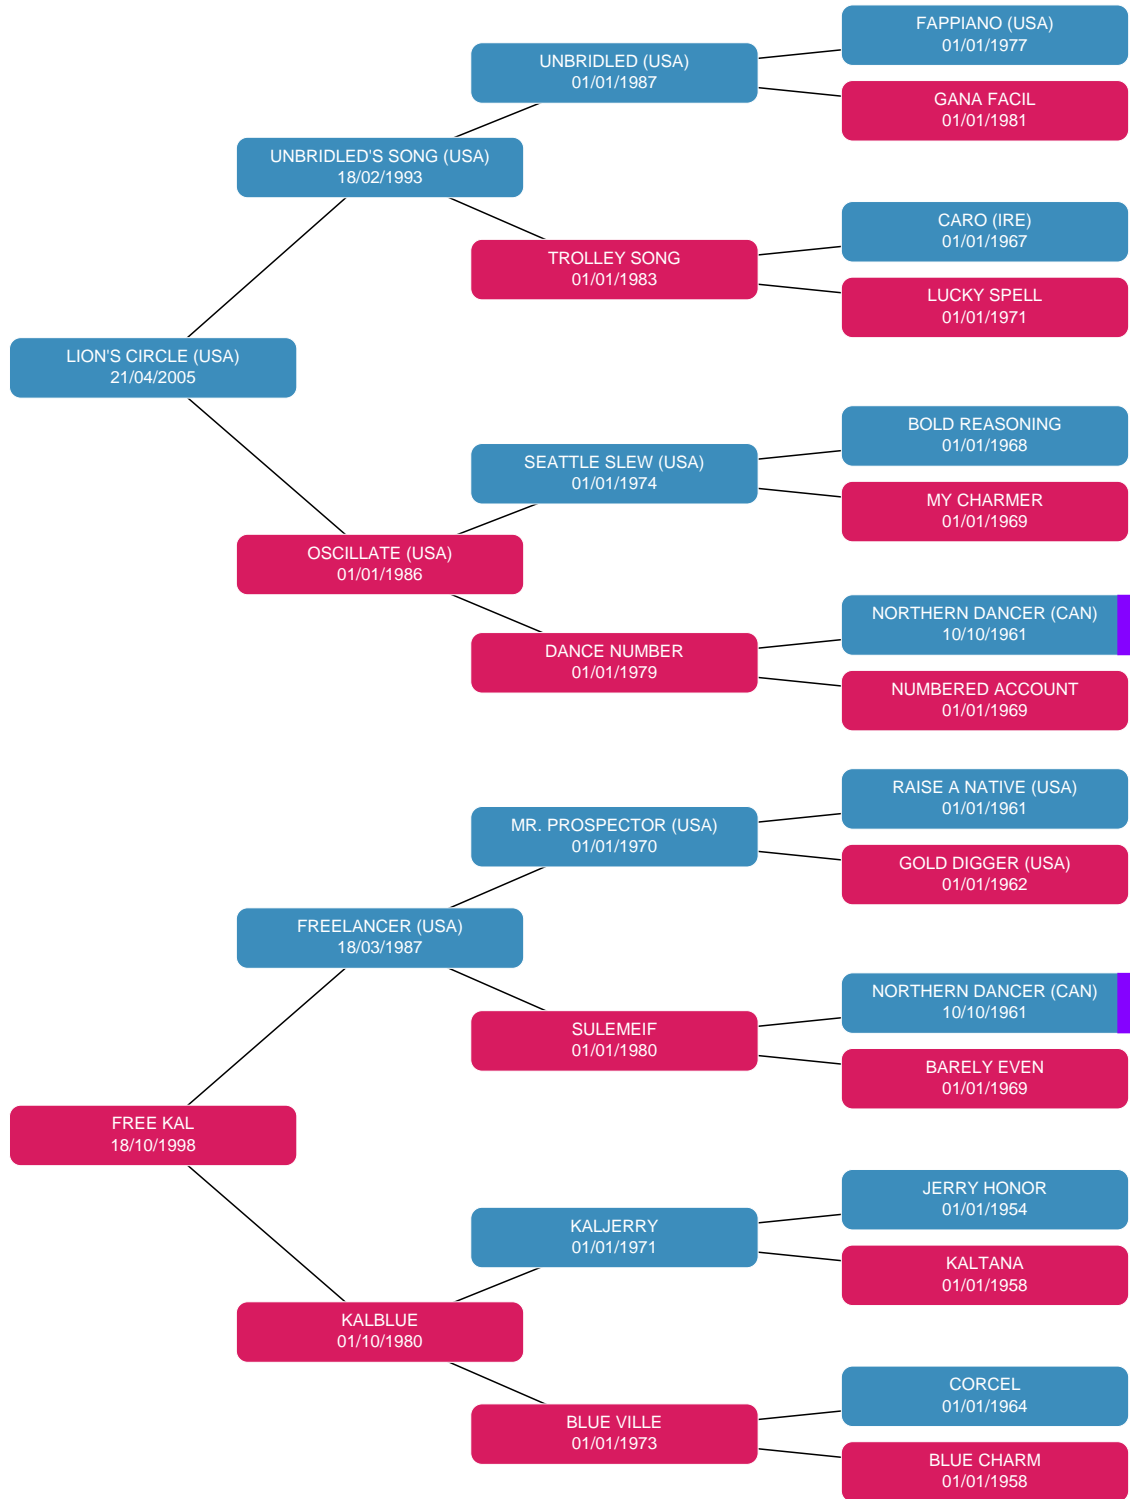 FAPPIANO (USA)
01/01/1977
UNBRIDLED (USA)
01/01/1987
GANA FACIL
01/01/1981
UNBRIDLED'S SONG (USA)
18/02/1993
CARO (IRE)
01/01/1967
TROLLEY SONG
01/01/1983
LUCKY SPELL
01/01/1971
LION'S CIRCLE (USA)
21/04/2005
BOLD REASONING
01/01/1968
SEATTLE SLEW (USA)
01/01/1974
MY CHARMER
01/01/1969
OSCILLATE (USA)
01/01/1986
NORTHERN DANCER (CAN)
10/10/1961
DANCE NUMBER
01/01/1979
NUMBERED ACCOUNT
01/01/1969
RAISE A NATIVE (USA)
01/01/1961
MR. PROSPECTOR (USA)
01/01/1970
GOLD DIGGER (USA)
01/01/1962
FREELANCER (USA)
18/03/1987
NORTHERN DANCER (CAN)
10/10/1961
SULEMEIF
01/01/1980
BARELY EVEN
01/01/1969
FREE KAL
18/10/1998
JERRY HONOR
01/01/1954
KALJERRY
01/01/1971
KALTANA
01/01/1958
KALBLUE
01/10/1980
CORCEL
01/01/1964
BLUE VILLE
01/01/1973
BLUE CHARM
01/01/1958